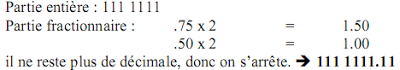 Partie entière : 111 1111
Partie fractionnaire : .75 x 2 = 1.50
.50 x 2 = 1.00
il ne reste plus de décimale, donc on s'arrête. ➔ 111 1111.11